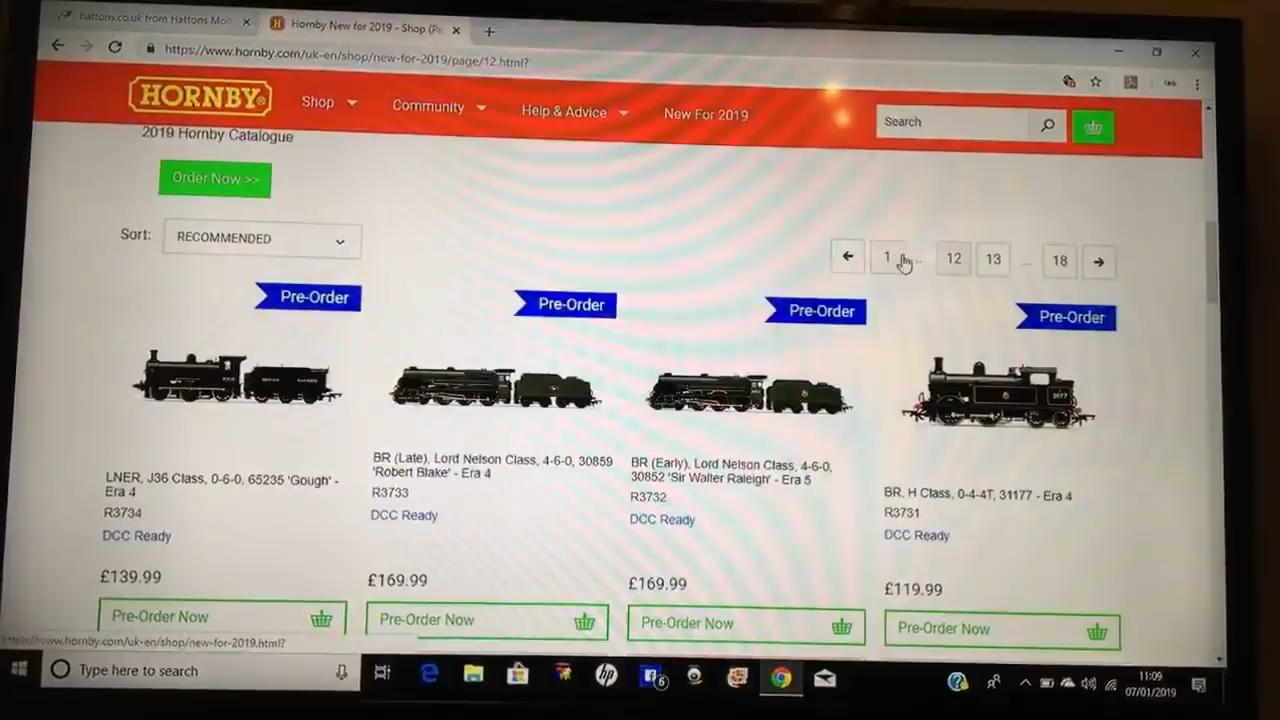 hattons.co.uk from Hattons Mod
Hornby New for 2019 - Shop (Pa
https://www.hornby.com/uk-en/shop/new-for-2019/page/12.html?
HORNBY®
Shop
Community
Help & Advice
New For 2019
Search
2019 Hornby Catalogue
Order Now >>
Sort:
RECOMMENDED
1
...
12
13
...
18
Pre-Order
Pre-Order
Pre-Order
Pre-Order
LNER, J36 Class, 0-6-0, 65235 'Gough' -
Era 4
R3734
DCC Ready
£139.99
Pre-Order Now
BR (Late), Lord Nelson Class, 4-6-0, 30859
'Robert Blake' - Era 4
R3733
DCC Ready
£169.99
Pre-Order Now
BR (Early), Lord Nelson Class, 4-6-0,
30852 'Sir Walter Raleigh' - Era 5
R3732
DCC Ready
£169.99
Pre-Order Now
3177
BR, H Class, 0-4-4T, 31177 - Era 4
R3731
DCC Ready
£119.99
Pre-Order Now
https://www.hornby.com/uk-en/shop/new-for-2019.html?
Type here to search
hp
6
11:09
07/01/2019